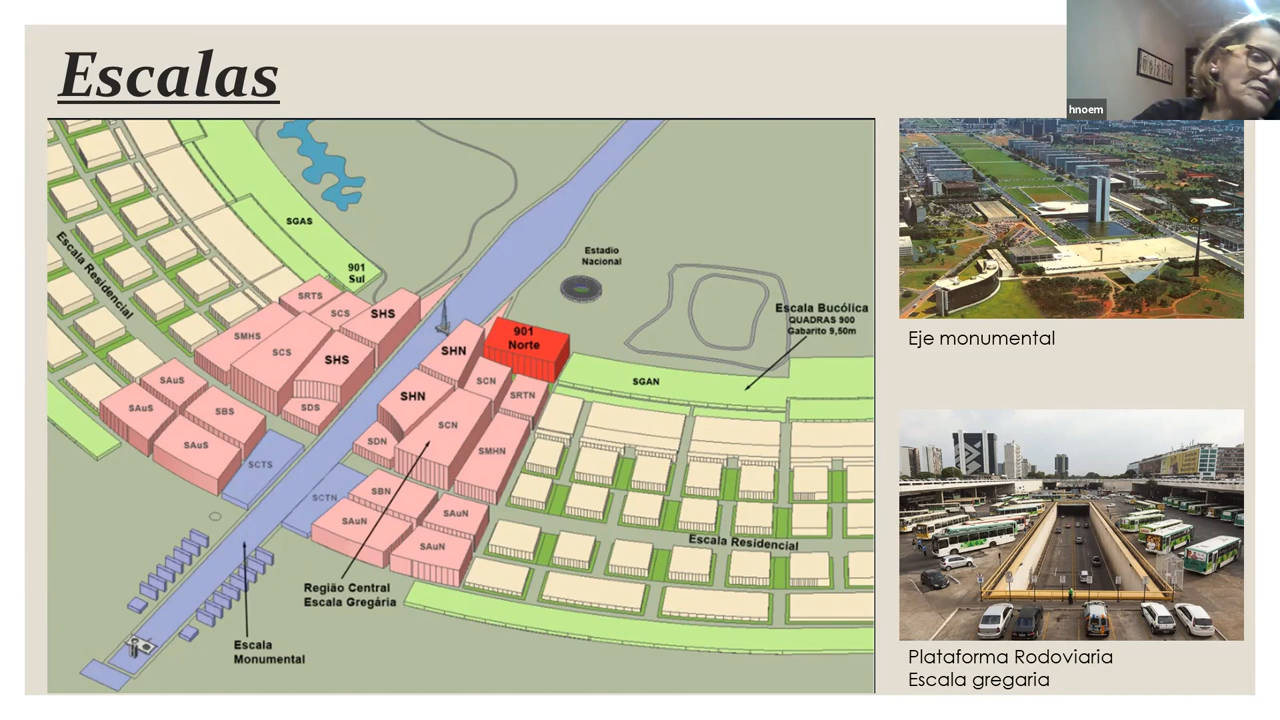 Escalas
hnoem
SGAS
901
Sul
Escala Residencial
Estadio
Nacional
Escala Bucólica
QUADRAS 900
Gabarito 9,50m
SRTS
SCS
SHS
SMHS
SCS
SHS
SDS
SAuS
SAuS
SBS
SAuS
SCTS
901
Norte
SHN
SCN
SRTN
SHN
SCN
SDN
SMHN
SGAN
SCTN
SBN
SAuN
SAuN
SAuN
Escala Residencial
Região Central
Escala Gregária
Escala
Monumental
Eje monumental
Plataforma Rodoviaria
Escala gregaria